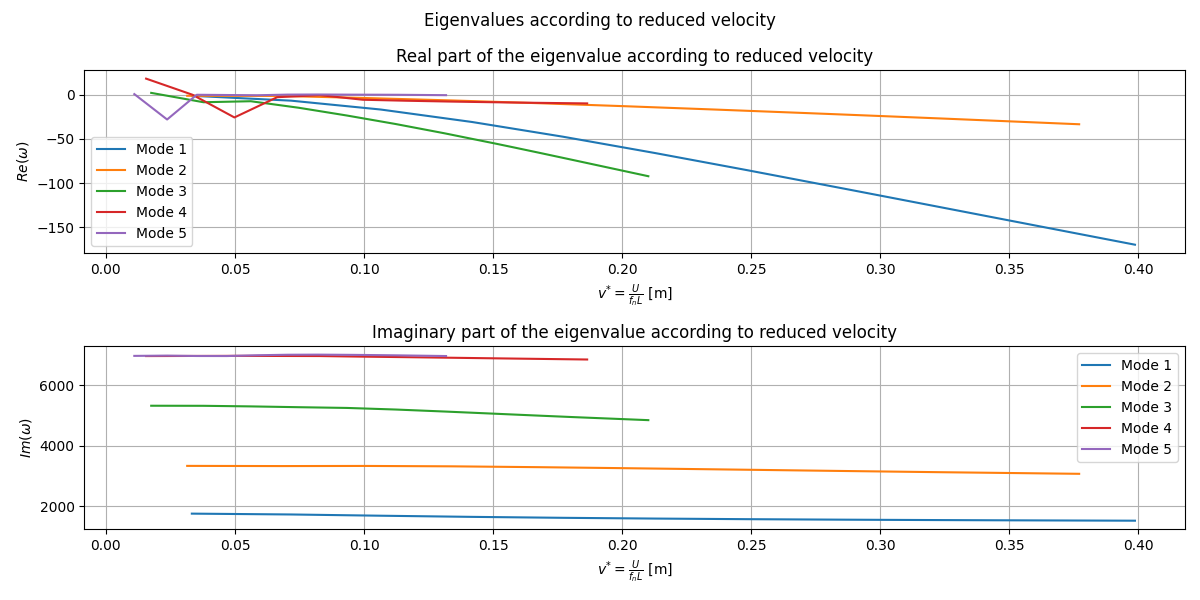 Eigenvalues according to reduced velocity
Real part of the eigenvalue according to reduced velocity
Re(ω)
0
−50
−100
−150
Mode 1
Mode 2
Mode 3
Mode 4
Mode 5
0.00 0.05 0.10 0.15 0.20 0.25 0.30 0.35 0.40
v* = U/(f_n L) [m]
Imaginary part of the eigenvalue according to reduced velocity
Im(ω)
6000
4000
2000
Mode 1
Mode 2
Mode 3
Mode 4
Mode 5
0.00 0.05 0.10 0.15 0.20 0.25 0.30 0.35 0.40
v* = U/(f_n L) [m]